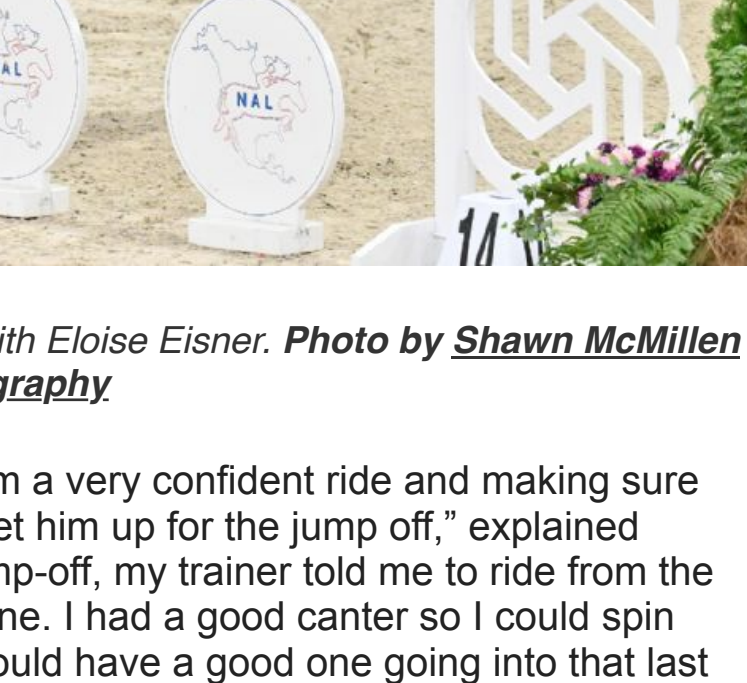 AL
NAL
14
ith Eloise Eisner. Photo by Shawn McMillen
graphy
m a very confident ride and making sure
et him up for the jump off,” explained
mp-off, my trainer told me to ride from the
ne. I had a good canter so I could spin
ould have a good one going into that last